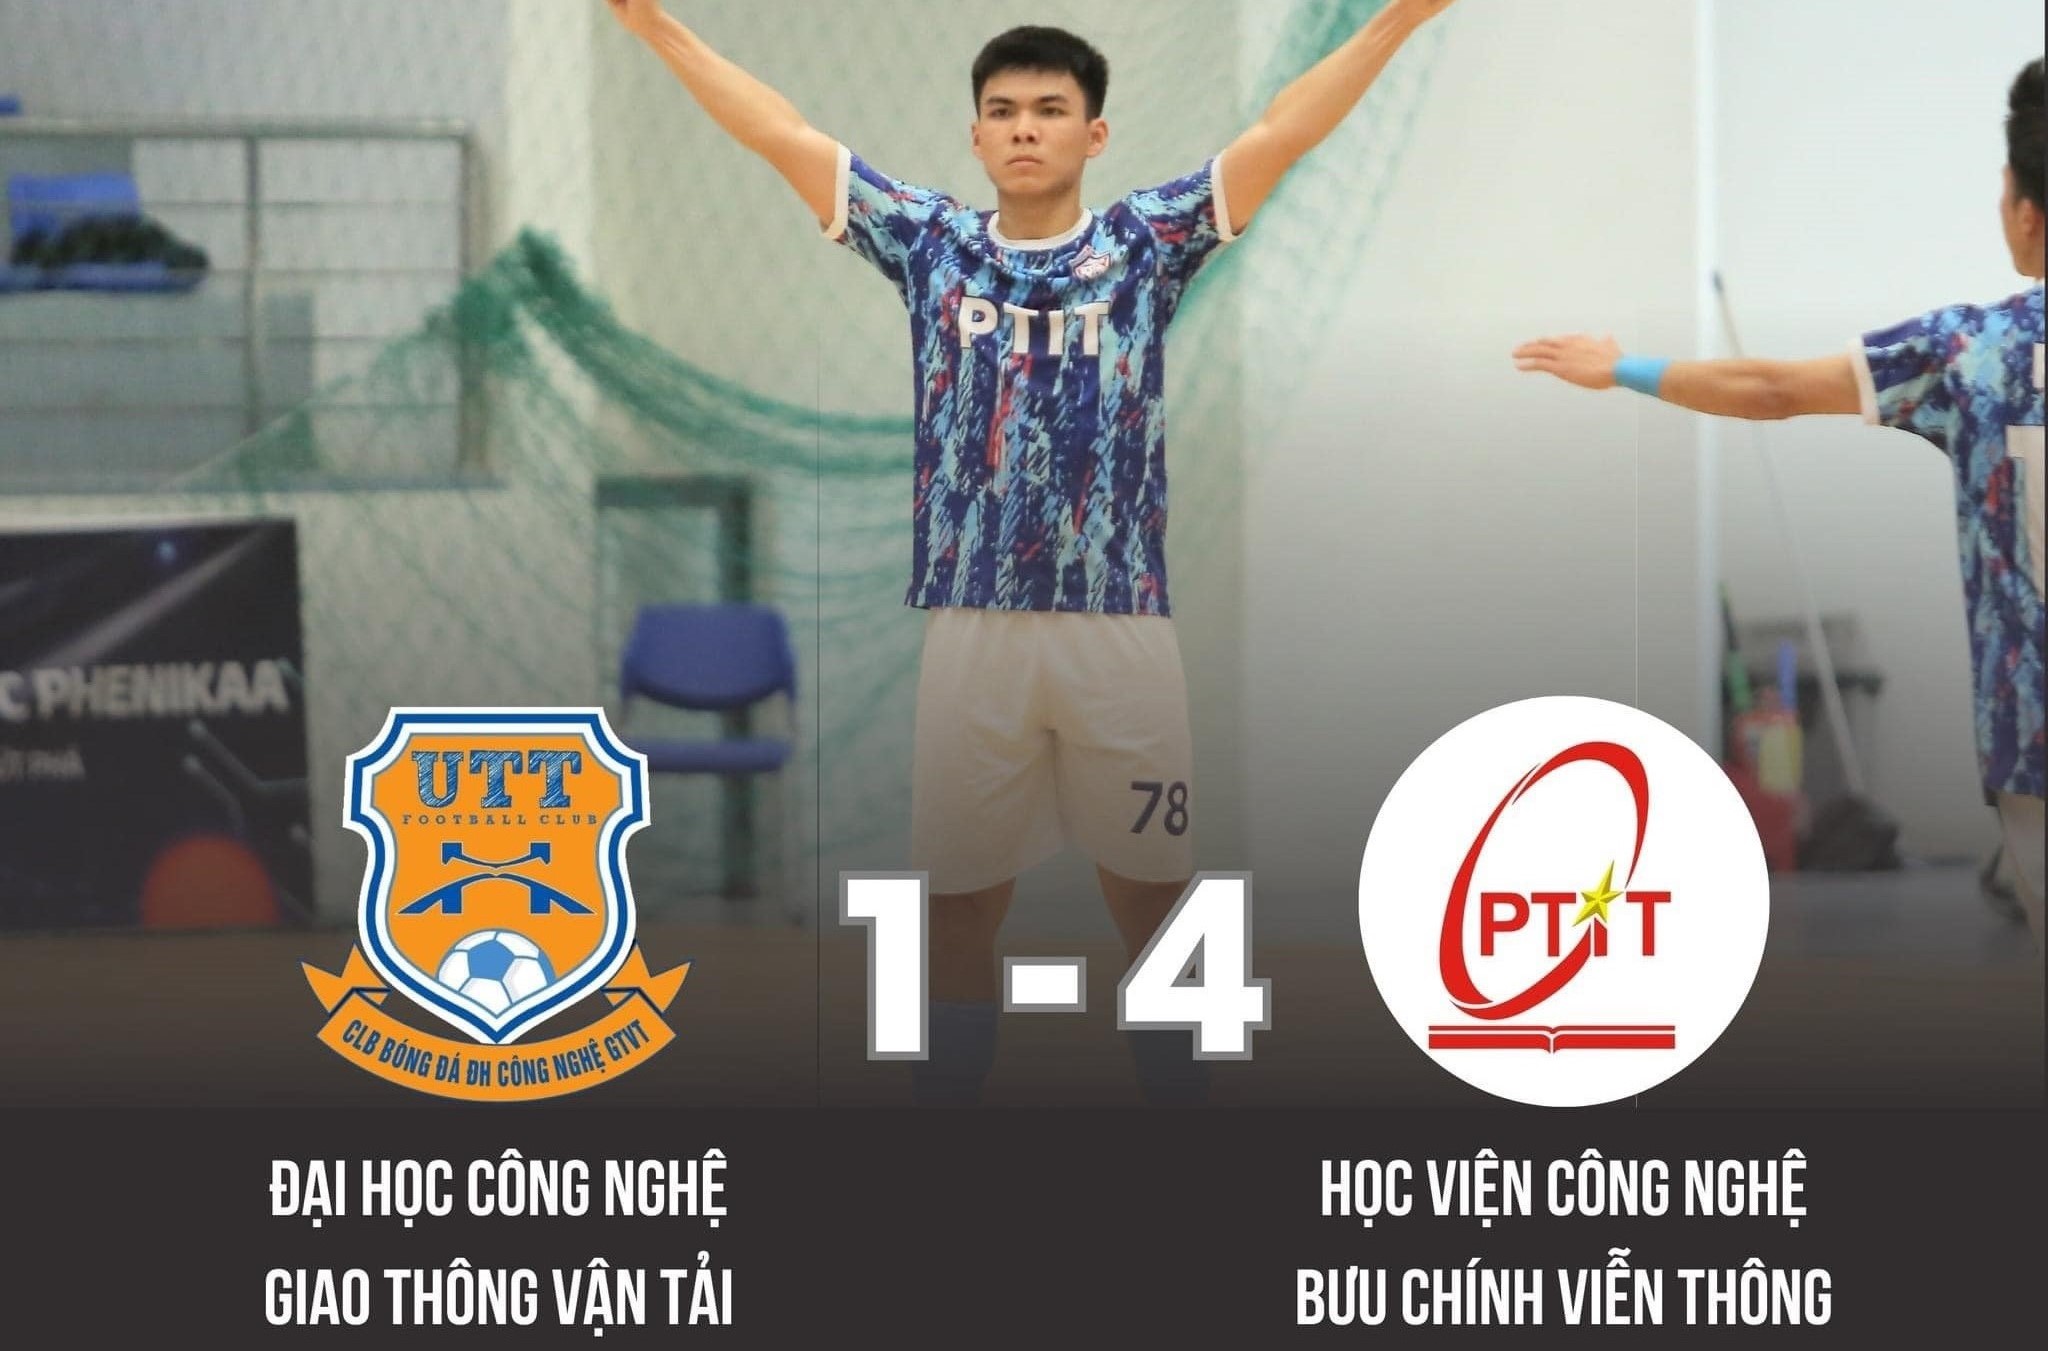 PTIT
C PHENIKAA
78
UTT
FOOTBALL CLUB
CLB BÓNG ĐÁ ĐH CÔNG NGHỆ GTVT
1 - 4
PTIT
ĐẠI HỌC CÔNG NGHỆ
GIAO THÔNG VẬN TẢI
HỌC VIỆN CÔNG NGHỆ
BƯU CHÍNH VIỄN THÔNG